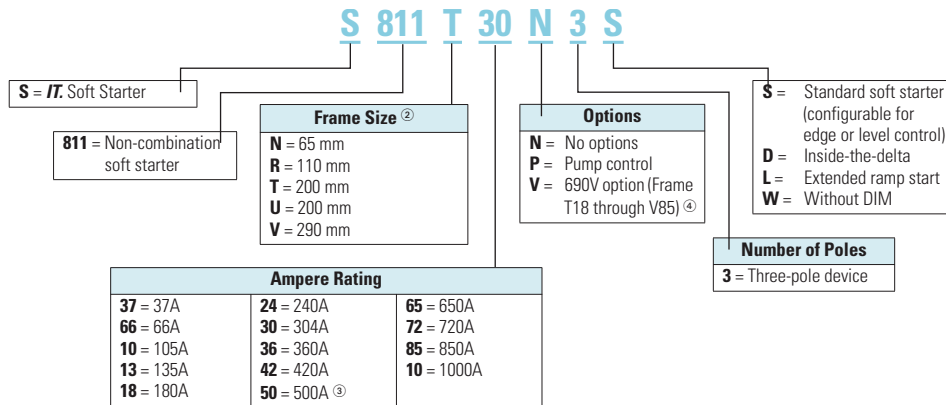 S 811 T 30 N 3 S
S = IT. Soft Starter
811 = Non-combination
soft starter
Frame Size ②
N = 65 mm
R = 110 mm
T = 200 mm
U = 200 mm
V = 290 mm
Options
N = No options
P = Pump control
V = 690V option (Frame
T18 through V85) ④
S = Standard soft starter
(configurable for
edge or level control)
D = Inside-the-delta
L = Extended ramp start
W = Without DIM
Number of Poles
3 = Three-pole device
Ampere Rating
37 = 37A
66 = 66A
10 = 105A
13 = 135A
18 = 180A
24 = 240A
30 = 304A
36 = 360A
42 = 420A
50 = 500A ③
65 = 650A
72 = 720A
85 = 850A
10 = 1000A